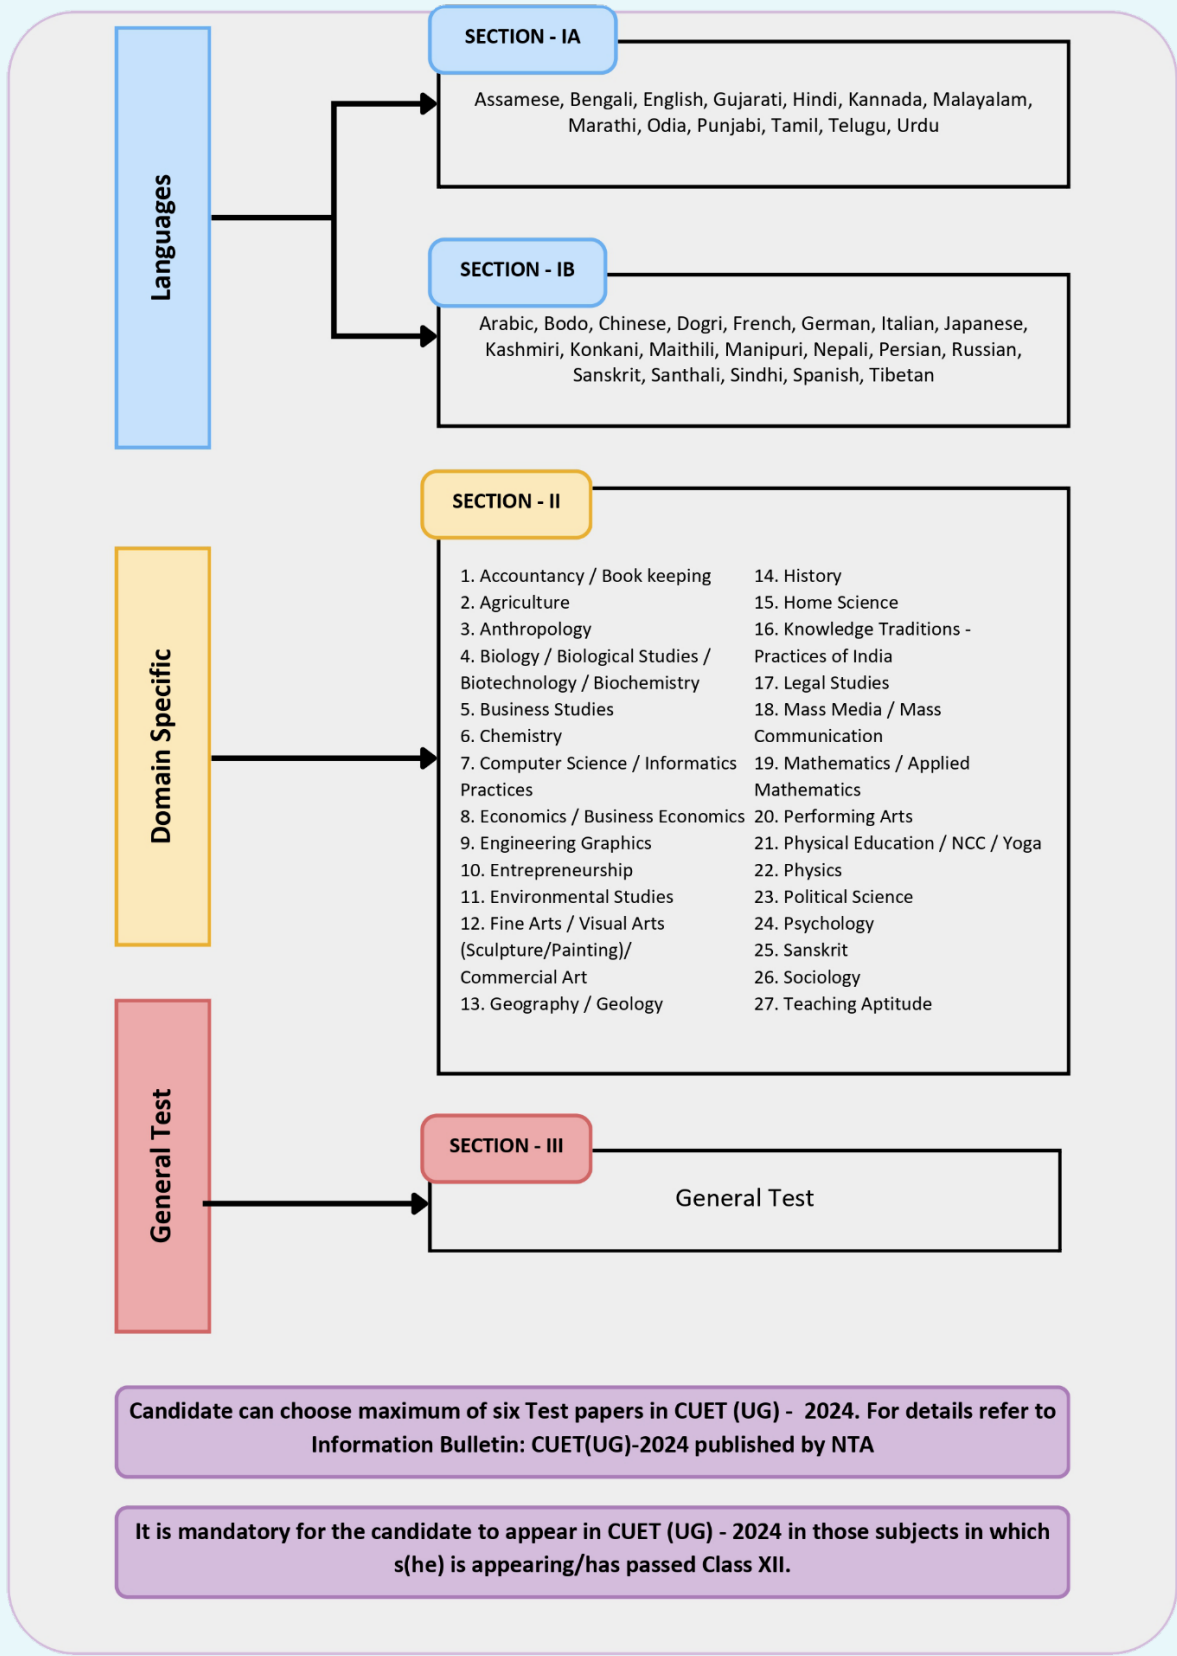 SECTION - IA
Assamese, Bengali, English, Gujarati, Hindi, Kannada, Malayalam,
Marathi, Odia, Punjabi, Tamil, Telugu, Urdu
Languages
SECTION - IB
Arabic, Bodo, Chinese, Dogri, French, German, Italian, Japanese,
Kashmiri, Konkani, Maithili, Manipuri, Nepali, Persian, Russian,
Sanskrit, Santhali, Sindhi, Spanish, Tibetan
SECTION - II
Domain Specific
1. Accountancy / Book keeping
2. Agriculture
3. Anthropology
4. Biology / Biological Studies /
Biotechnology / Biochemistry
5. Business Studies
6. Chemistry
7. Computer Science / Informatics
Practices
8. Economics / Business Economics
9. Engineering Graphics
10. Entrepreneurship
11. Environmental Studies
12. Fine Arts / Visual Arts
(Sculpture/Painting)/
Commercial Art
13. Geography / Geology
14. History
15. Home Science
16. Knowledge Traditions -
Practices of India
17. Legal Studies
18. Mass Media / Mass
Communication
19. Mathematics / Applied
Mathematics
20. Performing Arts
21. Physical Education / NCC / Yoga
22. Physics
23. Political Science
24. Psychology
25. Sanskrit
26. Sociology
27. Teaching Aptitude
General Test
SECTION - III
General Test
Candidate can choose maximum of six Test papers in CUET (UG) - 2024. For details refer to
Information Bulletin: CUET(UG)-2024 published by NTA
It is mandatory for the candidate to appear in CUET (UG) - 2024 in those subjects in which
s(he) is appearing/has passed Class XII.